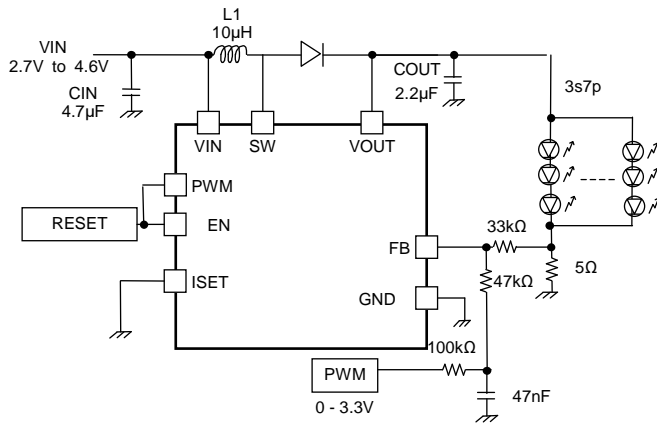 L1
10µH
VIN
2.7V to 4.6V
CIN
4.7µF
COUT
2.2µF
3s7p
VIN
SW
VOUT
PWM
RESET
EN
ISET
FB
GND
33kΩ
47kΩ
5Ω
100kΩ
PWM
0 - 3.3V
47nF